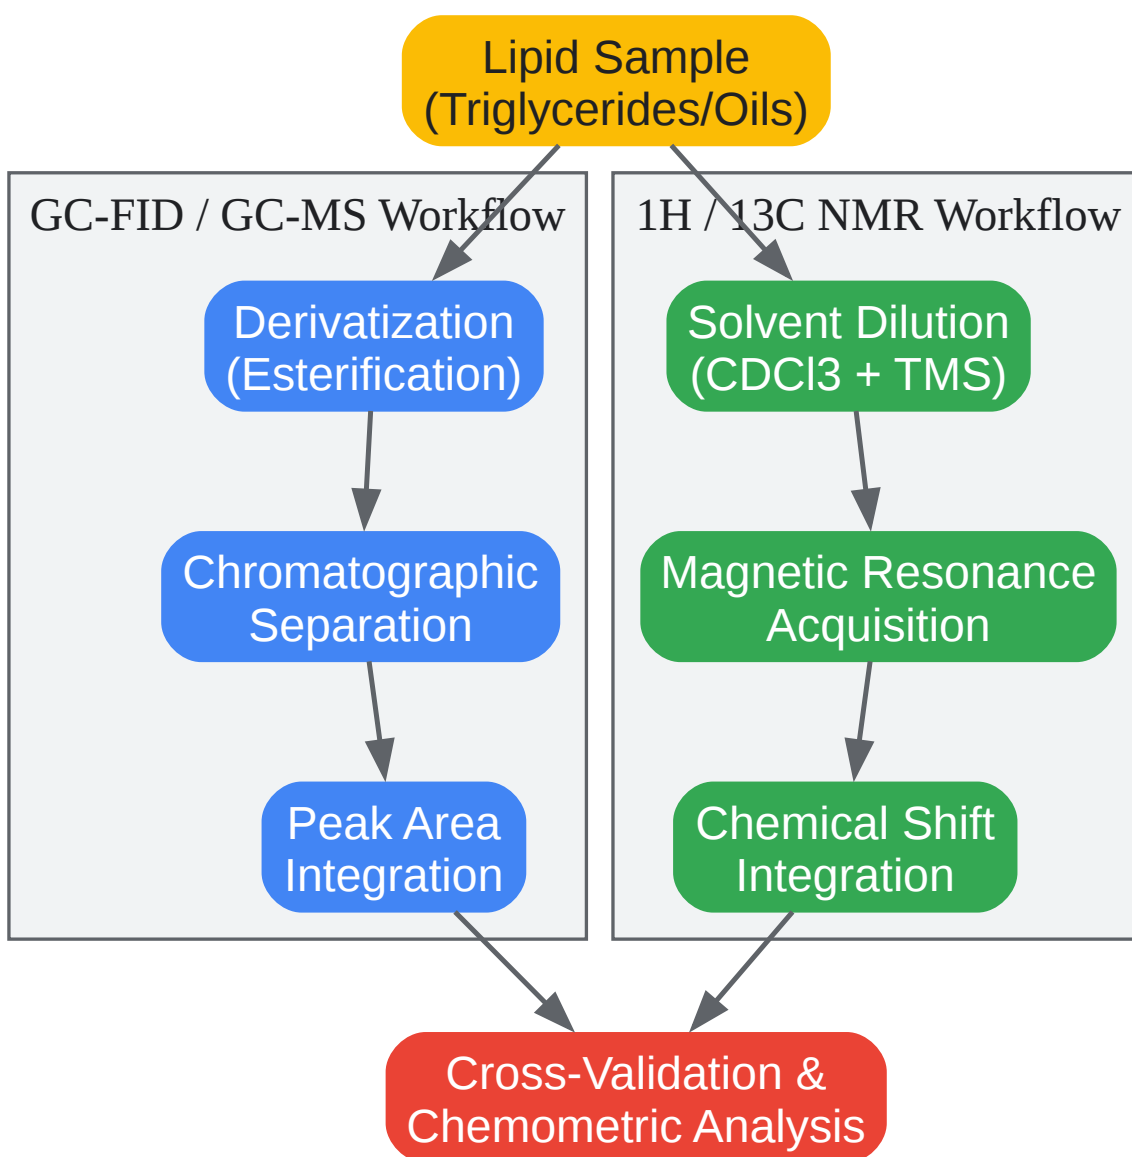 Lipid Sample
(Triglycerides/Oils)
GC-FID / GC-MS Workflow
Derivatization
(Esterification)
Chromatographic
Separation
Peak Area
Integration
1H / 13C NMR Workflow
Solvent Dilution
(CDCl3 + TMS)
Magnetic Resonance
Acquisition
Chemical Shift
Integration
Cross-Validation &
Chemometric Analysis